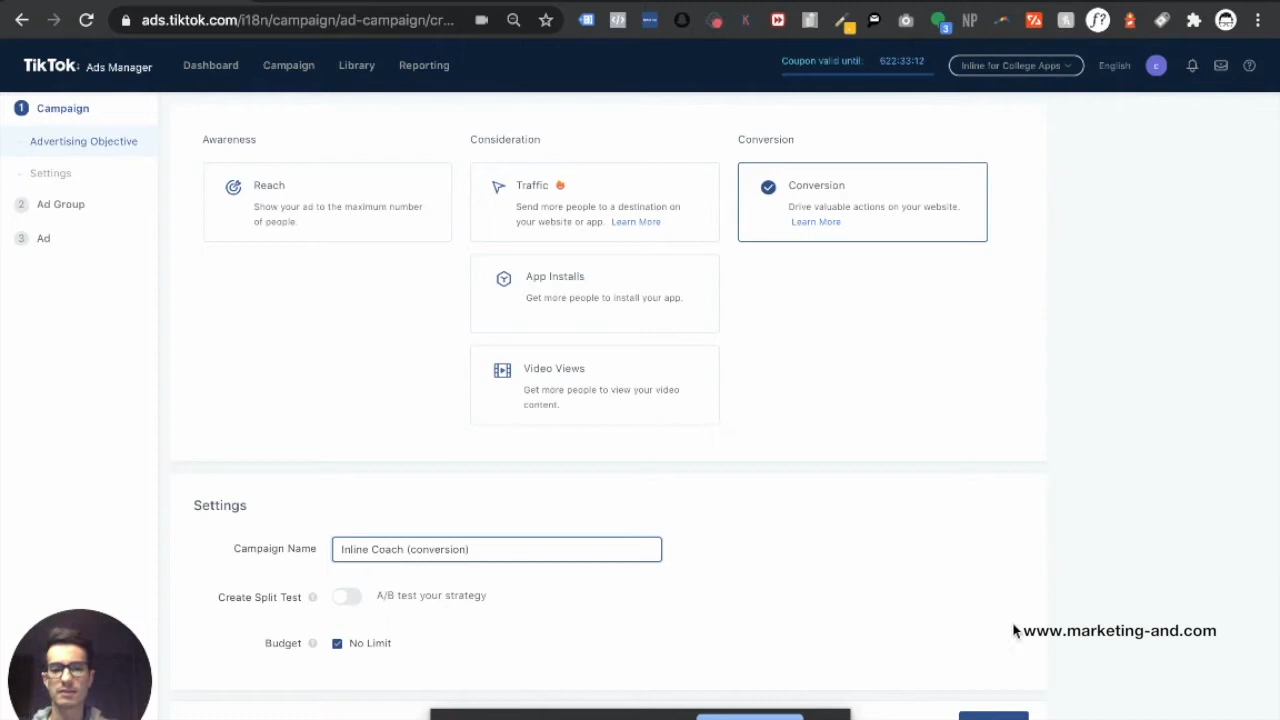 ads.tiktok.com/i18n/campaign/ad-campaign/cr...
K
3
NP
f?
TikTok: Ads Manager
Dashboard
Campaign
Library
Reporting
Coupon valid until:
622:33:12
Inline for College Apps
English
c
1 Campaign
Advertising Objective
Settings
2 Ad Group
3 Ad
Awareness
Consideration
Conversion
Reach
Show your ad to the maximum number
of people.
Traffic
Send more people to a destination on
your website or app. Learn More
Conversion
Drive valuable actions on your website.
Learn More
App Installs
Get more people to install your app.
Video Views
Get more people to view your video
content.
Settings
Campaign Name
Inline Coach (conversion)
Create Split Test
A/B test your strategy
Budget
No Limit
www.marketing-and.com